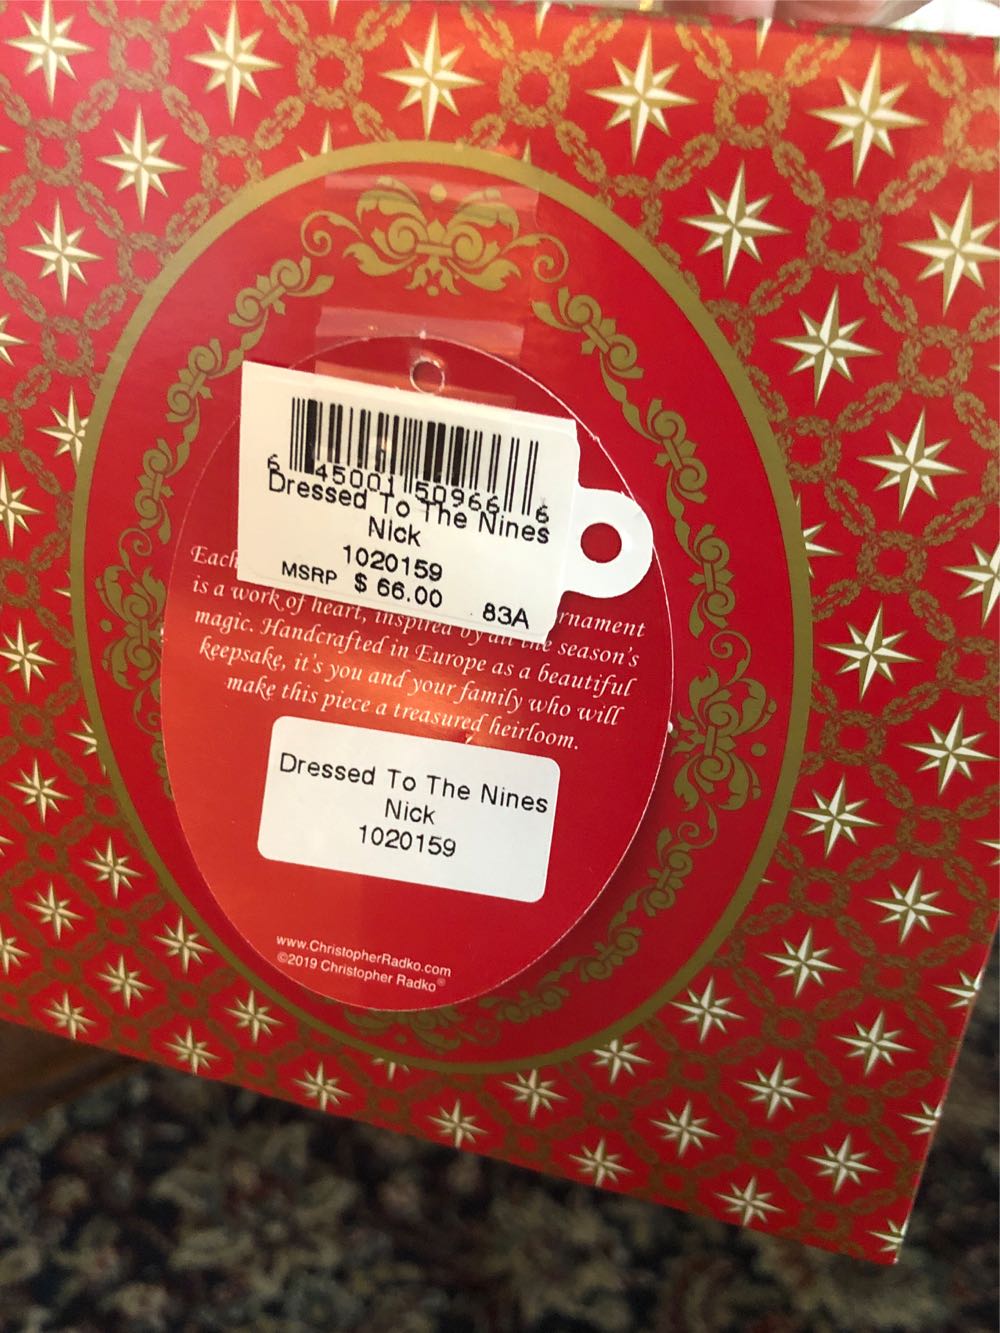 6 45001 50966 6
Dressed To The Nines
Nick
1020159
MSRP $ 66.00 83A
Each rnament
is a work of heart, inspired by all the season's
magic. Handcrafted in Europe as a beautiful
keepsake, it's you and your family who will
make this piece a treasured heirloom.
Dressed To The Nines
Nick
1020159
www.ChristopherRadko.com
©2019 Christopher Radko®